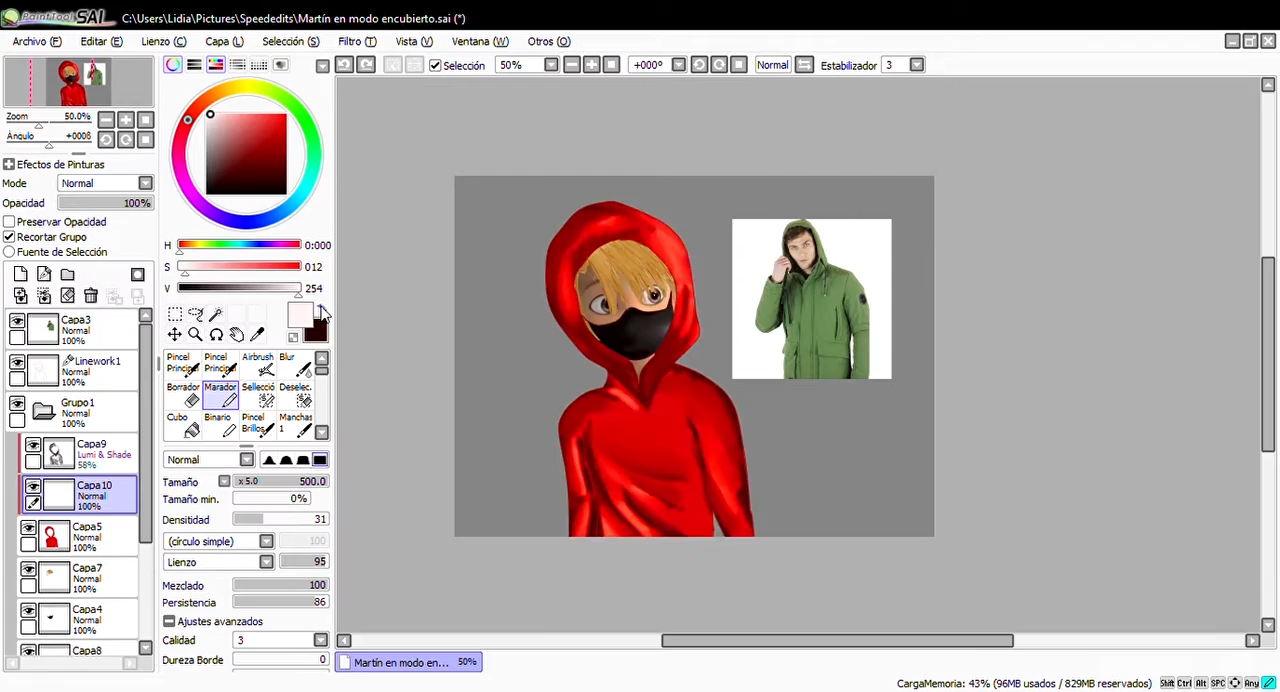 PaintTool SAI C:\Users\Lidia\Pictures\Speededits\Martín en modo encubierto.sai (*)
Archivo (F) Editar (E) Lienzo (C) Capa (L) Selección (S) Filtro (T) Vista (V) Ventana (W) Otros (O)
Selección 50% +000º Normal Estabilizador 3
Zoom 50.0%
Ángulo +000ß
Efectos de Pinturas
Mode Normal
Opacidad 100%
Preservar Opacidad
Recortar Grupo
Fuente de Selección
Capa3
Normal
100%
Linework1
Normal
100%
Grupo1
Normal
100%
Capa9
Lumi & Shade
58%
Capa10
Normal
100%
Capa5
Normal
100%
Capa7
Normal
100%
Capa4
Normal
100%
Capa8
H 0:000
S 012
V 254
Pincel Principal
Pincel Principal
Airbrush
Blur
Borrador
Marador
Selecció
Deselec.
Cubo
Binario
Pincel Brillos
Manchas 1
Normal
Tamaño x 5.0 500.0
Tamaño min. 0%
Densitidad 31
(círculo simple) 100
Lienzo 95
Mezclado 100
Persistencia 86
Ajustes avanzados
Calidad 3
Dureza Borde 0
Martín en modo en... 50%
CargaMemoria: 43% (96MB usados / 829MB reservados) Shift Ctrl Alt SPC Any